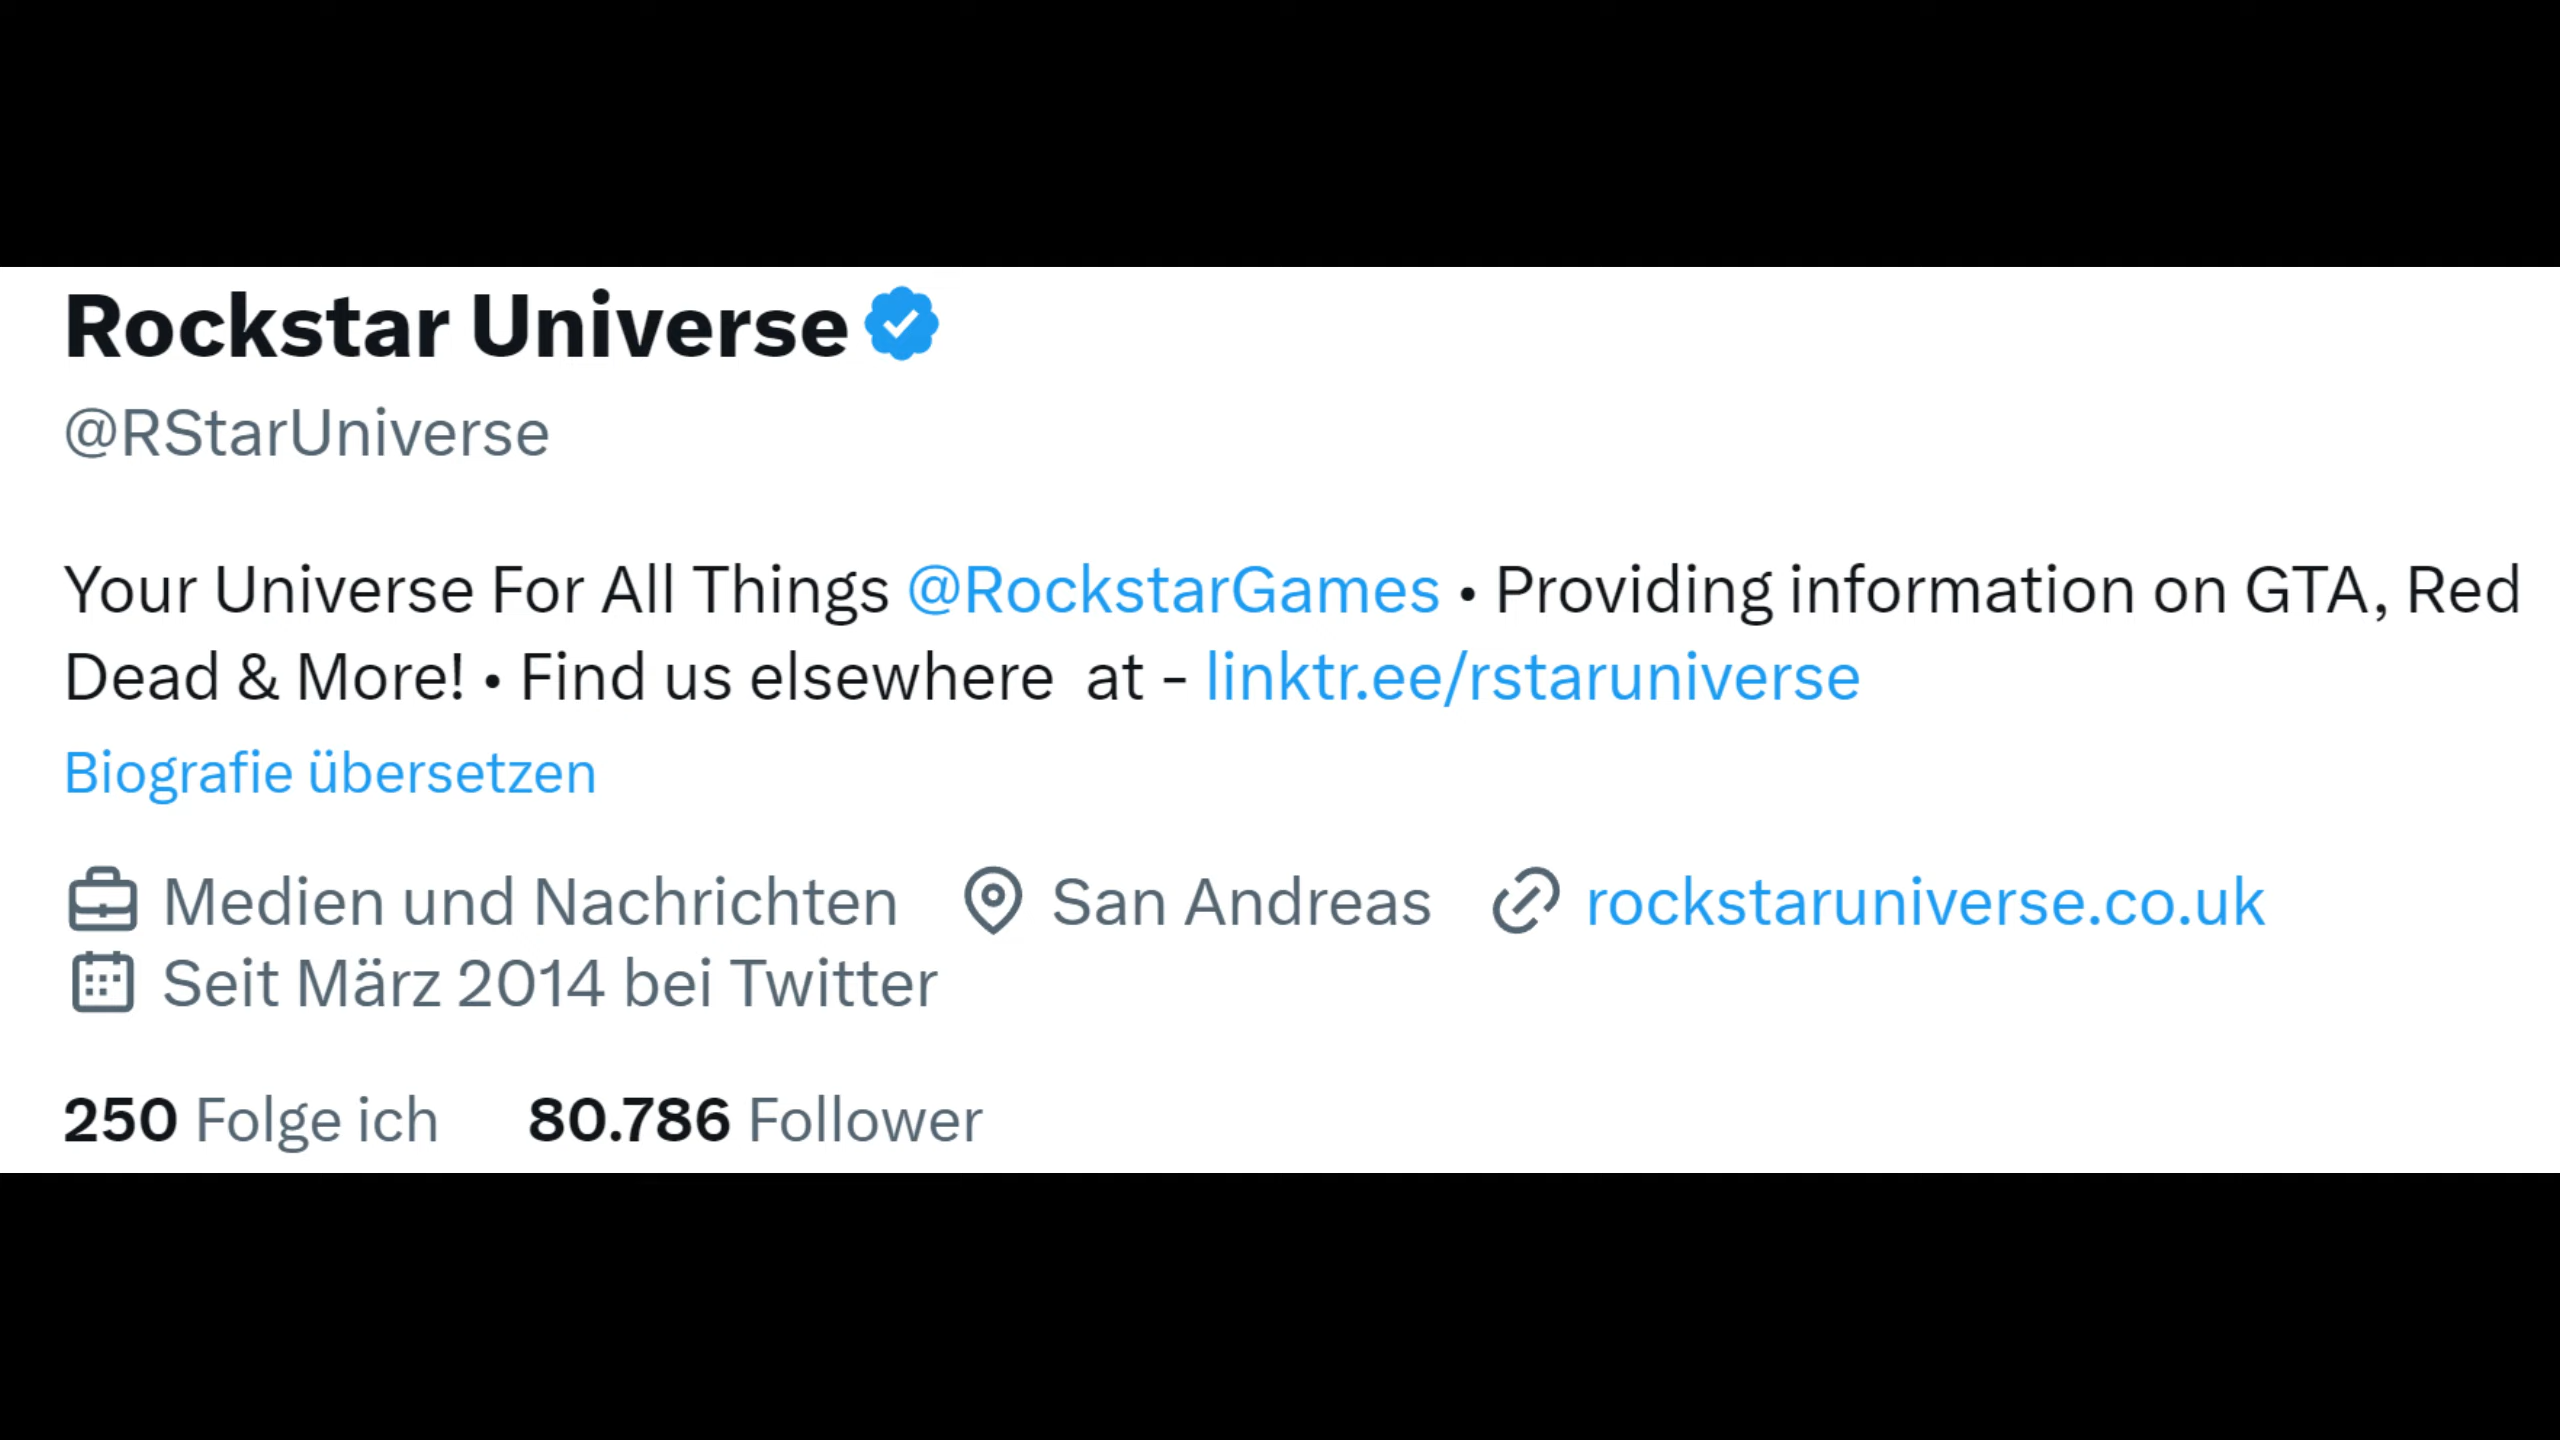 Rockstar Universe
@RStarUniverse
Your Universe For All Things @RockstarGames • Providing information on GTA, Red
Dead & More! • Find us elsewhere at - linktr.ee/rstaruniverse
Biografie übersetzen
Medien und Nachrichten San Andreas rockstaruniverse.co.uk
Seit März 2014 bei Twitter
250 Folge ich 80.786 Follower